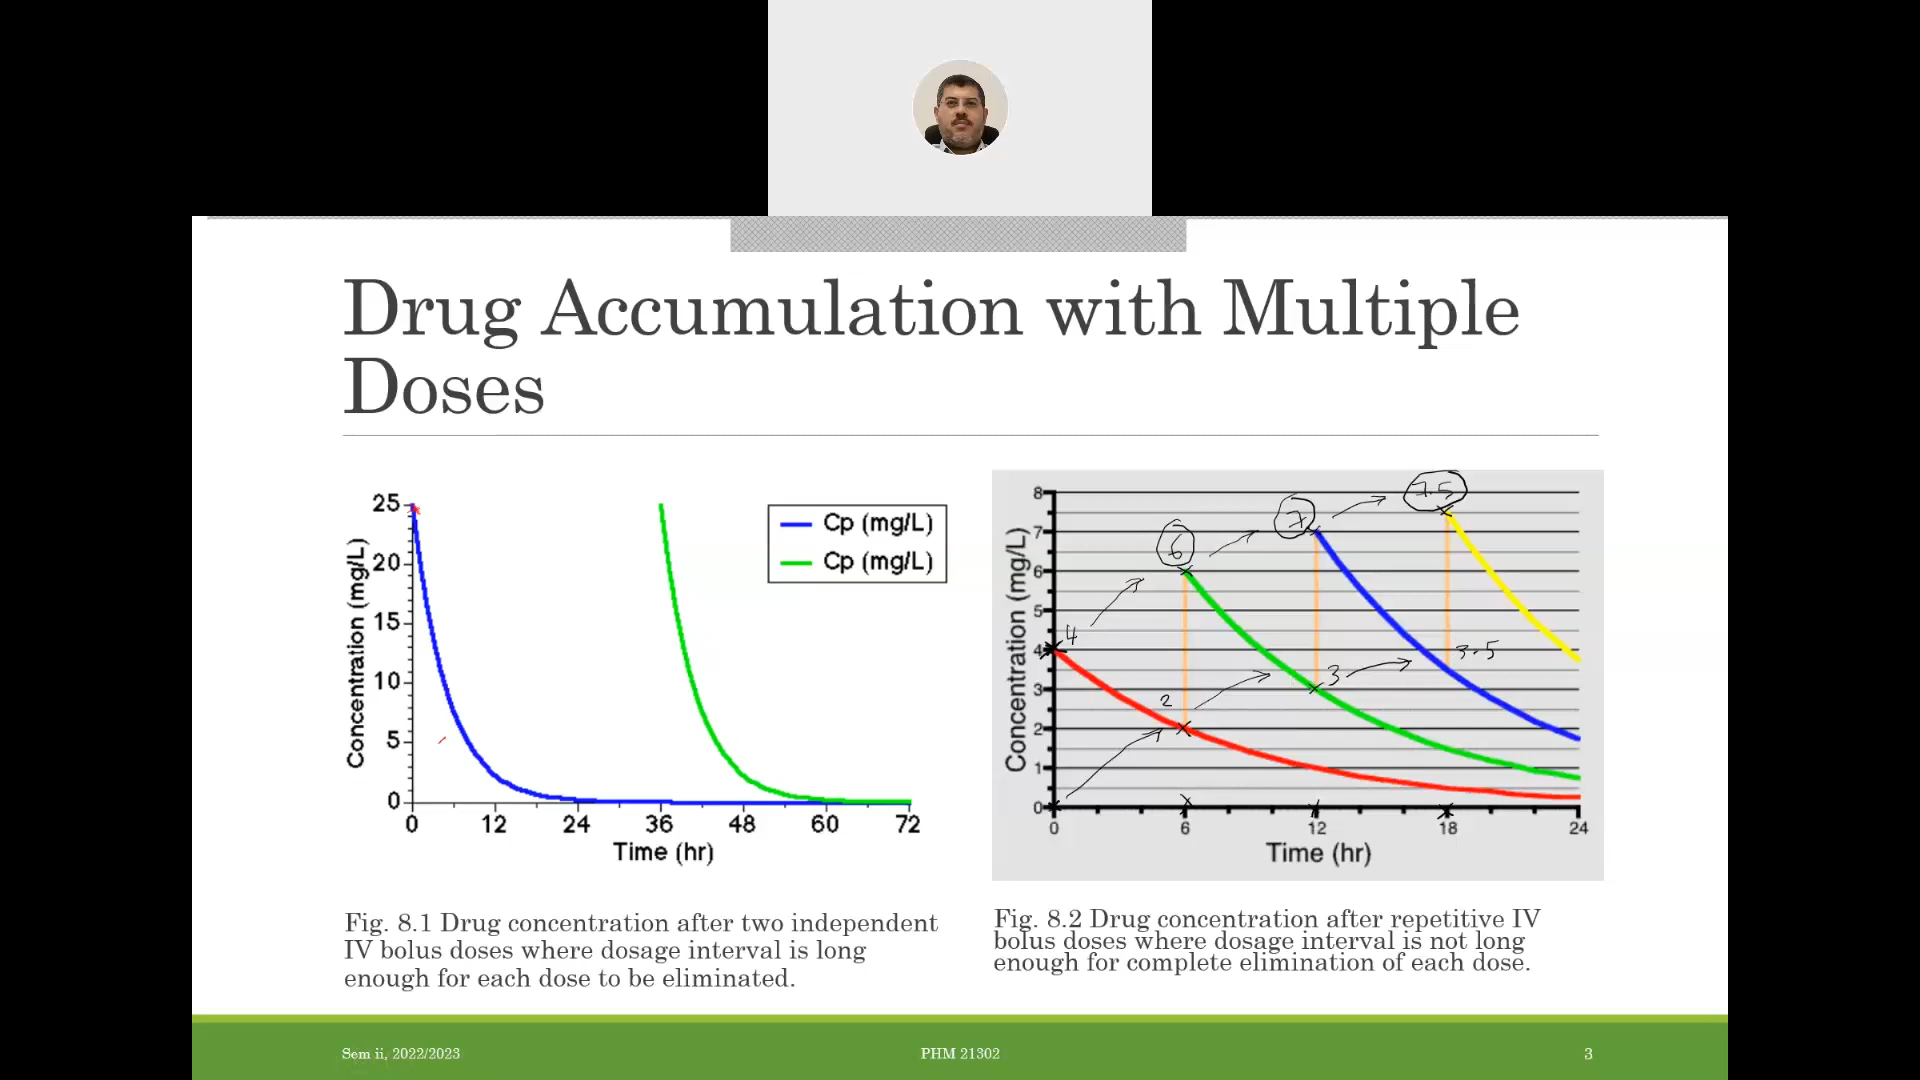 Drug Accumulation with Multiple
Doses
25
20
15
10
5
0
Concentration (mg/L)
0 12 24 36 48 60 72
Time (hr)
Cp (mg/L)
Cp (mg/L)
8
7
6
5
4
3
2
1
0
Concentration (mg/L)
4
6
7
7.5
2
3
3.5
0 6 12 18 24
Time (hr)
Fig. 8.1 Drug concentration after two independent
IV bolus doses where dosage interval is long
enough for each dose to be eliminated.
Fig. 8.2 Drug concentration after repetitive IV
bolus doses where dosage interval is not long
enough for complete elimination of each dose.
Sem ii, 2022/2023
PHM 21302
3